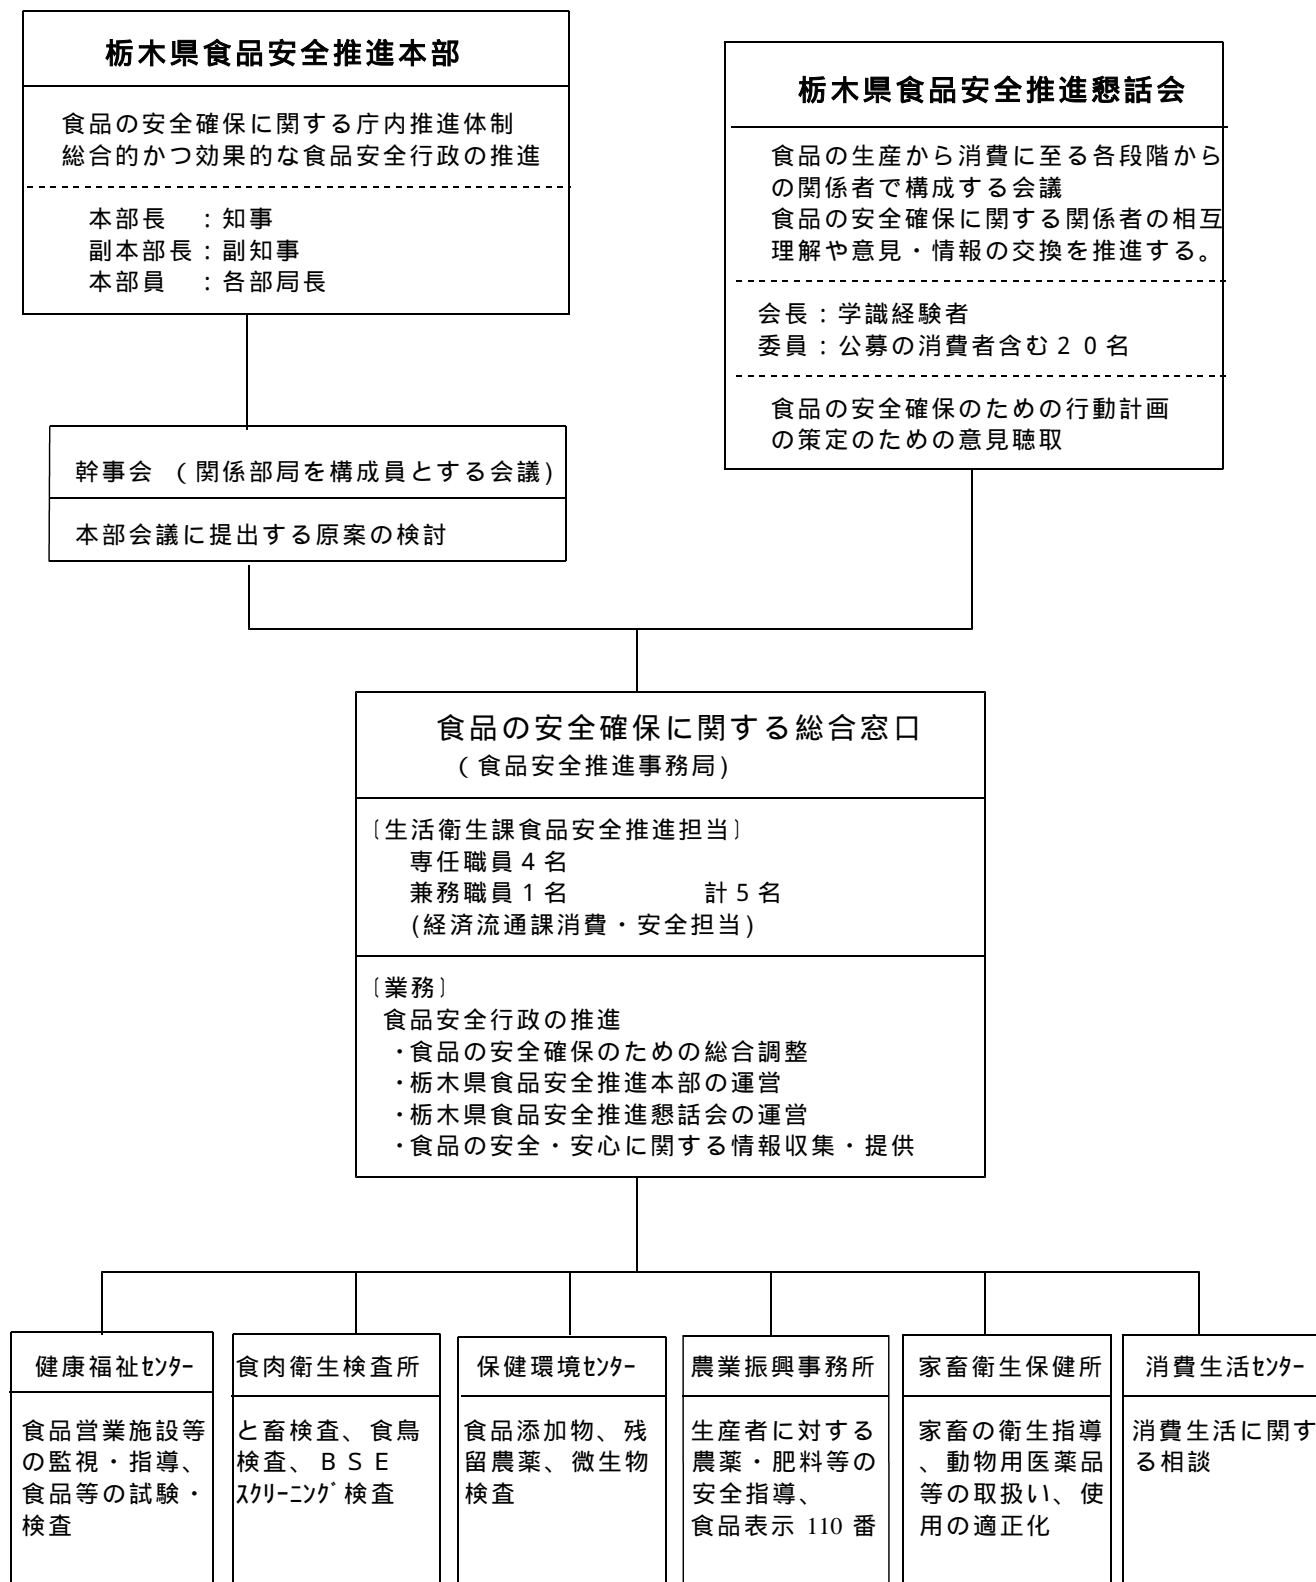 栃木県食品安全推進本部
食品の安全確保に関する庁内推進体制
総合的かつ効果的な食品安全行政の推進
本部長　：知事
副本部長：副知事
本部員　：各部局長
栃木県食品安全推進懇話会
食品の生産から消費に至る各段階から
の関係者で構成する会議
食品の安全確保に関する関係者の相互
理解や意見・情報の交換を推進する。
会長：学識経験者
委員：公募の消費者含む２０名
食品の安全確保のための行動計画
の策定のための意見聴取
幹事会 （関係部局を構成員とする会議)
本部会議に提出する原案の検討
食品の安全確保に関する総合窓口
（食品安全推進事務局)
〔生活衛生課食品安全推進担当〕
専任職員４名
兼務職員１名　　　　　計５名
(経済流通課消費・安全担当)
〔業務〕
食品安全行政の推進
・食品の安全確保のための総合調整
・栃木県食品安全推進本部の運営
・栃木県食品安全推進懇話会の運営
・食品の安全・安心に関する情報収集・提供
健康福祉ｾﾝﾀｰ
食品営業施設等
の監視・指導、
食品等の試験・
検査
食肉衛生検査所
と畜検査、食鳥
検査、ＢＳＥ
ｽｸﾘｰﾆﾝｸﾞ検査
保健環境ｾﾝﾀｰ
食品添加物、残
留農薬、微生物
検査
農業振興事務所
生産者に対する
農薬・肥料等の
安全指導、
食品表示 110 番
家畜衛生保健所
家畜の衛生指導
、動物用医薬品
等の取扱い、使
用の適正化
消費生活ｾﾝﾀｰ
消費生活に関す
る相談